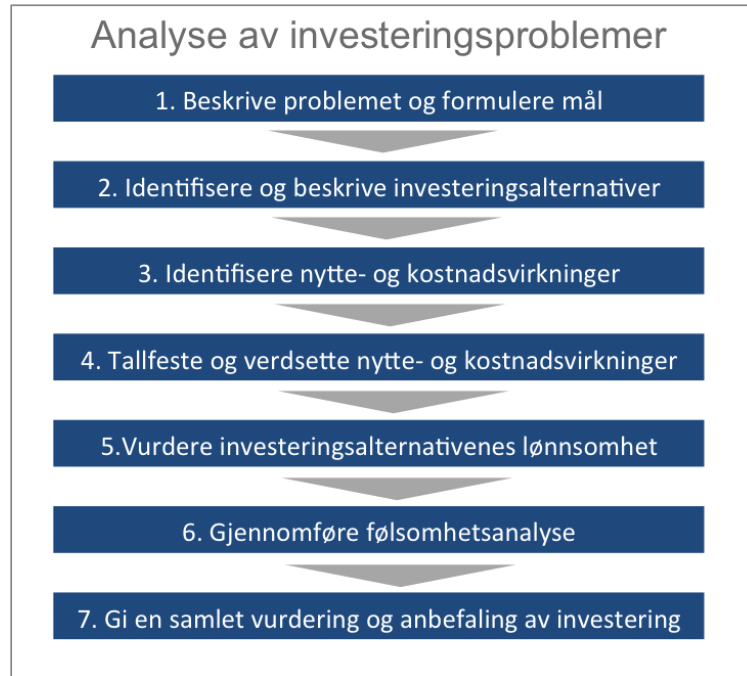 Analyse av investeringsproblemer
1. Beskrive problemet og formulere mål
2. Identifisere og beskrive investeringsalternativer
3. Identifisere nytte- og kostnadsvirkninger
4. Tallfeste og verdsette nytte- og kostnadsvirkninger
5.Vurdere investeringsalternativenes lønnsomhet
6. Gjennomføre følsomhetsanalyse
7. Gi en samlet vurdering og anbefaling av investering